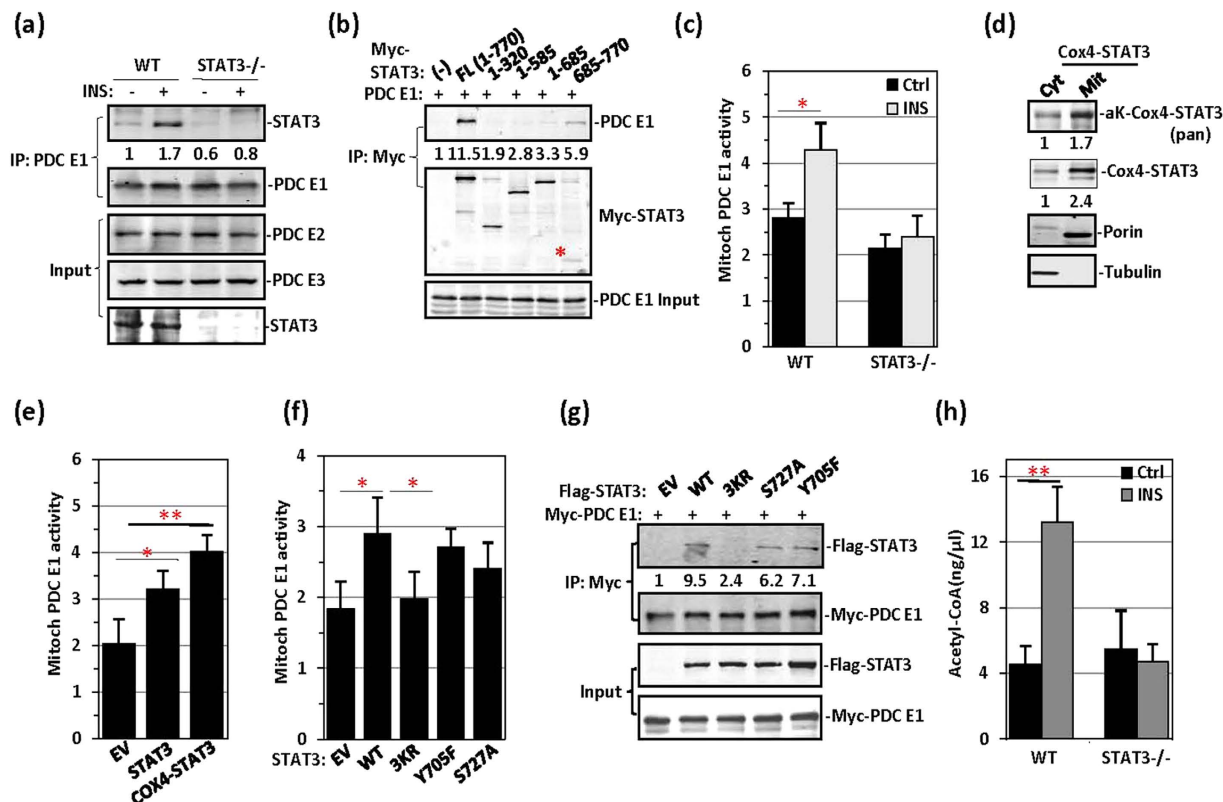 (a)
WT STAT3-/-
INS: - + - +
-STAT3
IP: PDC E1
1 1.7 0.6 0.8
-PDC E1
Input
-PDC E2
-PDC E3
-STAT3
(b)
Myc-STAT3: (-) FL (1-770) 1-320 1-585 1-685 685-770
PDC E1: + + + + + +
-PDC E1
IP: Myc
1 11.5 1.9 2.8 3.3 5.9
Myc-STAT3
*
-PDC E1 Input
(c)
Mitoch PDC E1 activity
6
5
4
3
2
1
0
*
Ctrl
INS
WT STAT3-/-
(d)
Cox4-STAT3
Cyt Mit
-aK-Cox4-STAT3
(pan)
1 1.7
-Cox4-STAT3
1 2.4
-Porin
-Tubulin
(e)
Mitoch PDC E1 activity
6
5
4
3
2
1
0
**
*
EV STAT3 COX4-STAT3
(f)
Mitoch PDC E1 activity
4
3
2
1
0
* *
STAT3: EV WT 3KR Y705F S727A
(g)
Flag-STAT3: EV WT 3KR S727A Y705F
Myc-PDC E1: + + + + +
-Flag-STAT3
IP: Myc
1 9.5 2.4 6.2 7.1
-Myc-PDC E1
Input
-Flag-STAT3
-Myc-PDC E1
(h)
Acetyl-CoA(ng/µl)
16
12
8
4
0
**
Ctrl
INS
WT STAT3-/-